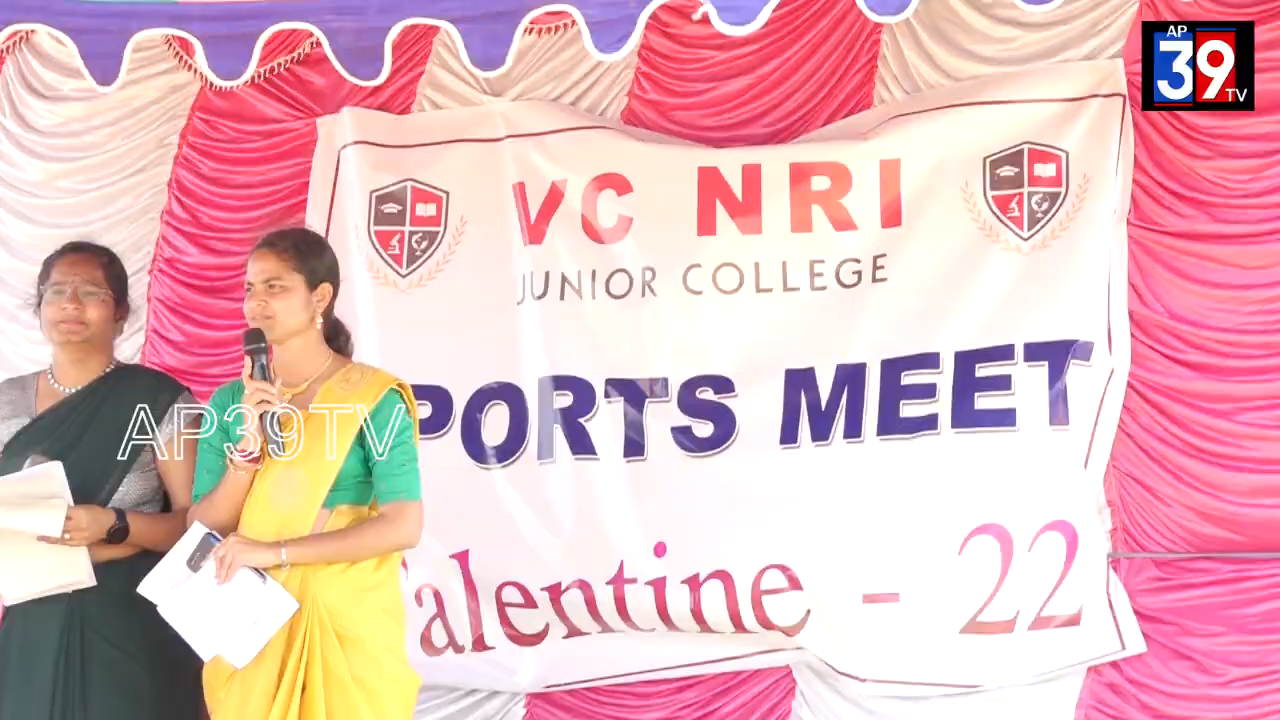 AP
39
TV
VC NRI
JUNIOR COLLEGE
PORTS MEET
AP39TV
alentine - 22